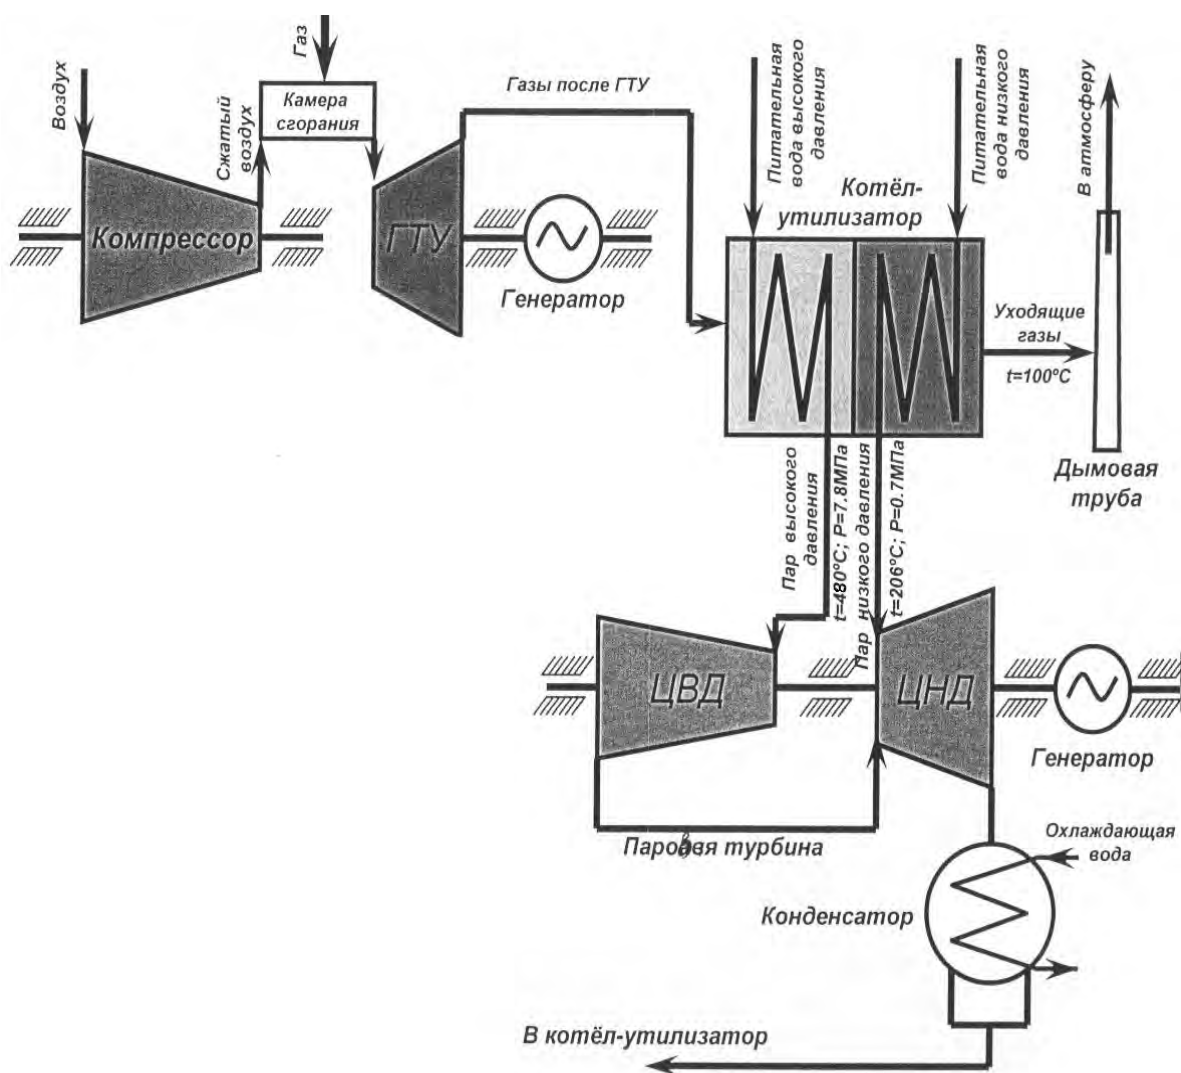 Газ
Воздух
Сжатый
воздух
Камера
сгорания
Газы после ГТУ
Питательная
вода высокого
давления
Питательная
вода низкого
давления
В атмосферу
Котёл-
утилизатор
Компрессор
ГТУ
Генератор
Уходящие
газы
t=100ºC
Дымовая
труба
Пар высокого
давления
t=480ºC; P=7.8МПа
Пар низкого давления
t=206ºC; P=0.7МПа
ЦВД
ЦНД
Генератор
Паровая турбина
Охлаждающая
вода
Конденсатор
В котёл-утилизатор